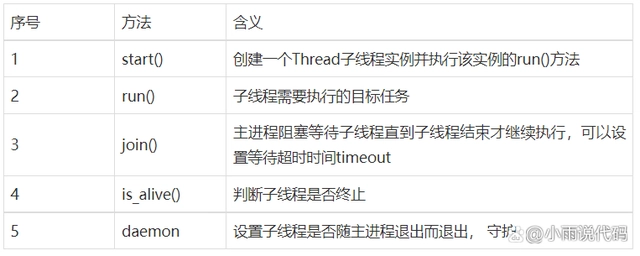 序号 方法 含义
1 start() 创建一个Thread子线程实例并执行该实例的run()方法
2 run() 子线程需要执行的目标任务
3 join() 主进程阻塞等待子线程直到子线程结束才继续执行，可以设
置等待超时时间timeout
4 is_alive() 判断子线程是否终止
5 daemon 设置子线程是否随主进程退出而退出， 守护
@小雨说代码